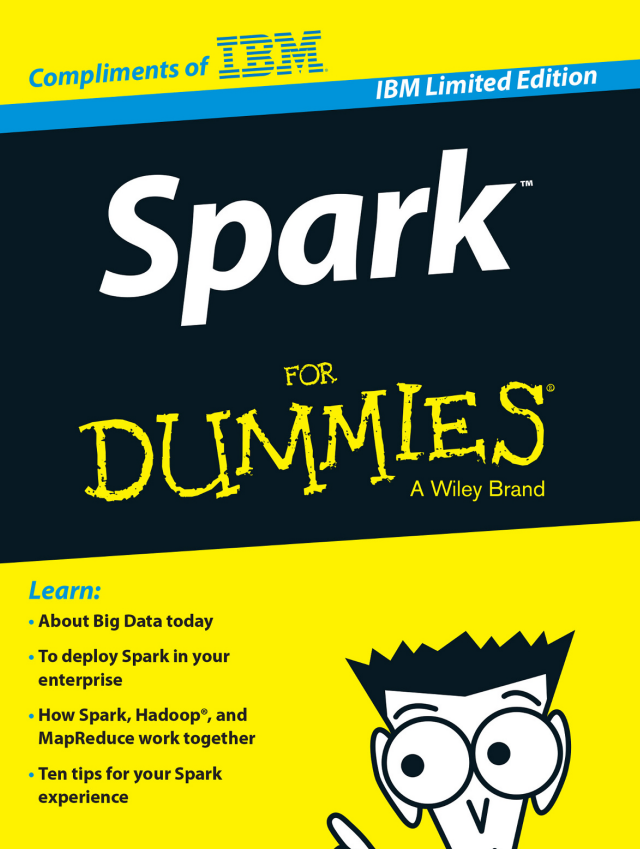 Compliments of IBM®
IBM Limited Edition
Spark™
FOR
DUMMIES®
A Wiley Brand
Learn:
• About Big Data today
• To deploy Spark in your
enterprise
• How Spark, Hadoop®, and
MapReduce work together
• Ten tips for your Spark
experience